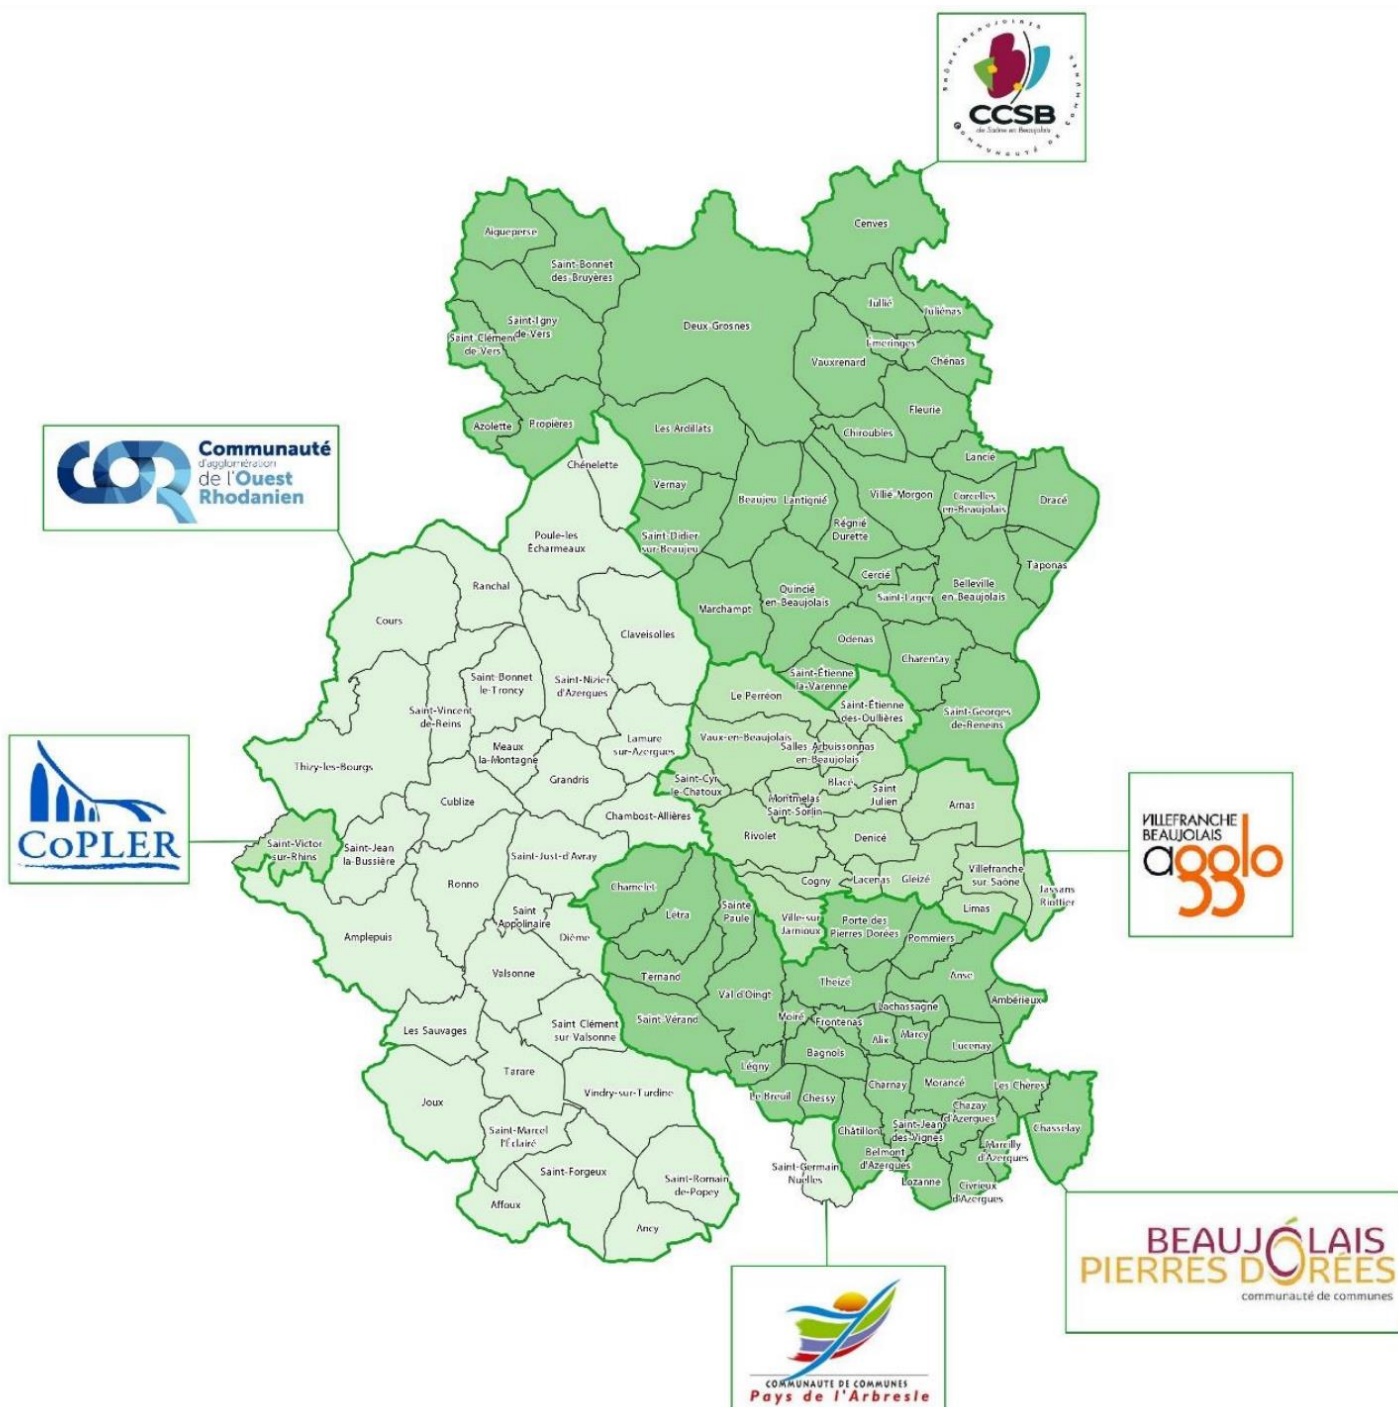 SAÔNE-BEAUJOLAIS
CCSB
de Saône en Beaujolais
COMMUNAUTÉ DE COMMUNES
Cenves
Aigueperse
Saint-Bonnet
des-Bruyères
Jullié
Juliénas
Saint-Igny
de-Vers
Deux-Grosnes
Saint-Clément
de-Vers
Émeringes
Vauxrenard
Chénas
Fleurie
Azolette
Propières
Les Ardillats
Chiroubles
COR
Communauté
d'agglomération
de l'Ouest
Rhodanien
Chénelette
Lancié
Vernay
Beaujeu
Lantignié
Villié-Morgon
Corcelles
en-Beaujolais
Dracé
Régnié
Durette
Poule-les
Écharmeaux
Saint-Didier
sur-Beaujeu
Taponas
Cercié
Ranchal
Belleville
en-Beaujolais
Quincié
en-Beaujolais
Saint-Lager
Marchampt
Cours
Claveisolles
Odenas
Charentay
Saint-Bonnet
le-Troncy
Saint-Nizier
d'Azergues
Saint-Étienne
la-Varenne
Le Perréon
Saint-Étienne
des-Oullières
Saint-Vincent
de-Reins
Saint-Georges
de-Reneins
Lamure
sur-Azergues
Vaux-en-Beaujolais
Salles-Arbuissonnas
en-Beaujolais
Meaux
la-Montagne
Thizy-les-Bourgs
Grandris
Saint-Cyr
le-Chatoux
Blacé
Saint
Julien
Cublize
Montmelas
Saint-Sorlin
Arnas
Chambost-Allières
Rivolet
Denicé
CoPLER
Saint-Victor
sur-Rhins
Saint-Jean
la-Bussière
Saint-Just-d'Avray
VILLEFRANCHE
BEAUJOLAIS
agglo
Ronno
Chamelet
Cogny
Lacenas
Gleizé
Villefranche
sur-Saône
Jassans
Riottier
Létra
Sainte
Paule
Limas
Saint
Appolinaire
Ville-sur
Jarnioux
Porte des
Pierres Dorées
Amplepuis
Dième
Pommiers
Valsonne
Ternand
Theizé
Anse
Val d'Oingt
Ambérieux
Lachassagne
Saint-Vérand
Moiré
Frontenas
Les Sauvages
Saint Clément
sur-Valsonne
Alix
Marcy
Lucenay
Bagnols
Légny
Tarare
Charnay
Morancé
Les Chères
Vindry-sur-Turdine
Le Breuil
Chessy
Joux
Chazay
d'Azergues
Saint-Marcel
l'Éclairé
Châtillon
Saint-Jean
des-Vignes
Chasselay
Marcilly
d'Azergues
Belmont
d'Azergues
Saint-Germain
Nuelles
Saint-Forgeux
Saint-Romain
de-Popey
Lozanne
Civrieux
d'Azergues
Affoux
Ancy
BEAUJOLAIS
PIERRES DORÉES
communauté de communes
COMMUNAUTE DE COMMUNES
Pays de l'Arbresle